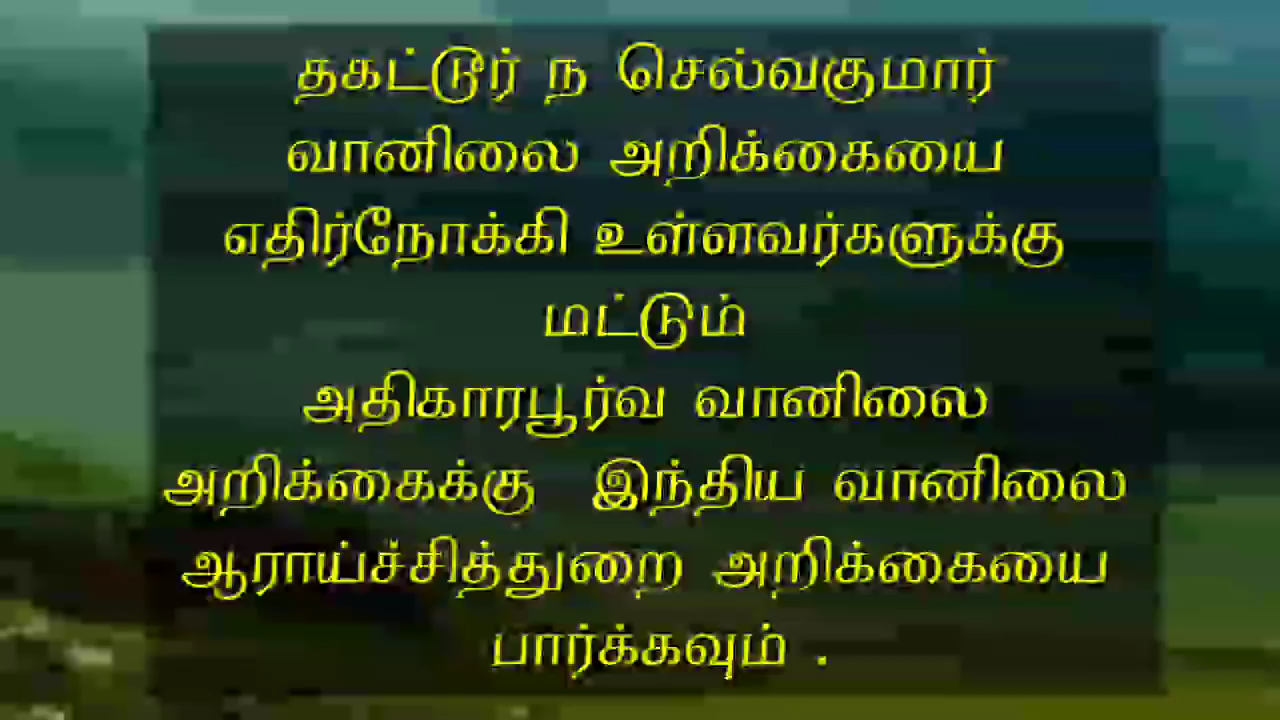 தகட்டூர் ந செல்வகுமார்
வானிலை அறிக்கையை
எதிர்நோக்கி உள்ளவர்களுக்கு
மட்டும்
அதிகாரபூர்வ வானிலை
அறிக்கைக்கு இந்திய வானிலை
ஆராய்ச்சித்துறை அறிக்கையை
பார்க்கவும் .